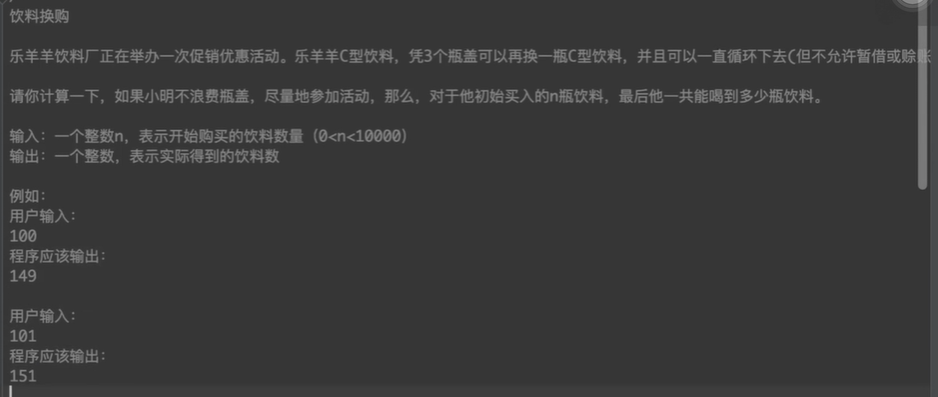 饮料换购
乐羊羊饮料厂正在举办一次促销优惠活动。乐羊羊C型饮料，凭3个瓶盖可以再换一瓶C型饮料，并且可以一直循环下去(但不允许暂借或赊账
请你计算一下，如果小明不浪费瓶盖，尽量地参加活动，那么，对于他初始买入的n瓶饮料，最后他一共能喝到多少瓶饮料。
输入：一个整数n，表示开始购买的饮料数量（0<n<10000）
输出：一个整数，表示实际得到的饮料数
例如：
用户输入：
100
程序应该输出：
149
用户输入：
101
程序应该输出：
151